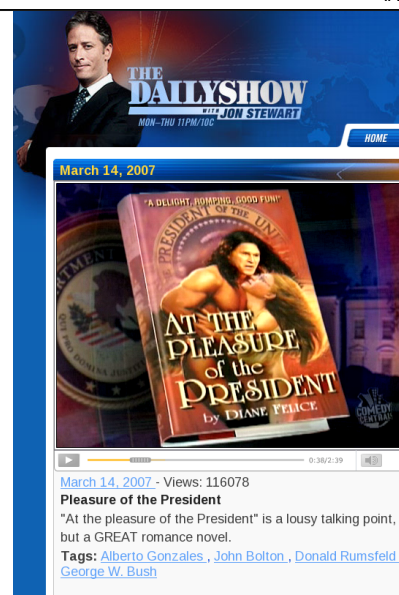 THE
DAILYSHOW
WITH
JON STEWART
MON-THU 11PM/10C
HOME
March 14, 2007
"A DELIGHT, ROMPING, GOOD FUN!"
PRESIDENT OF THE UNI
AT THE
PLEASURE
of the
PRESIDENT
by DIANE FELICE
COMEDY
CENTRAL
0:38/2:39
March 14, 2007 - Views: 116078
Pleasure of the President
"At the pleasure of the President" is a lousy talking point,
but a GREAT romance novel.
Tags: Alberto Gonzales , John Bolton , Donald Rumsfeld
George W. Bush